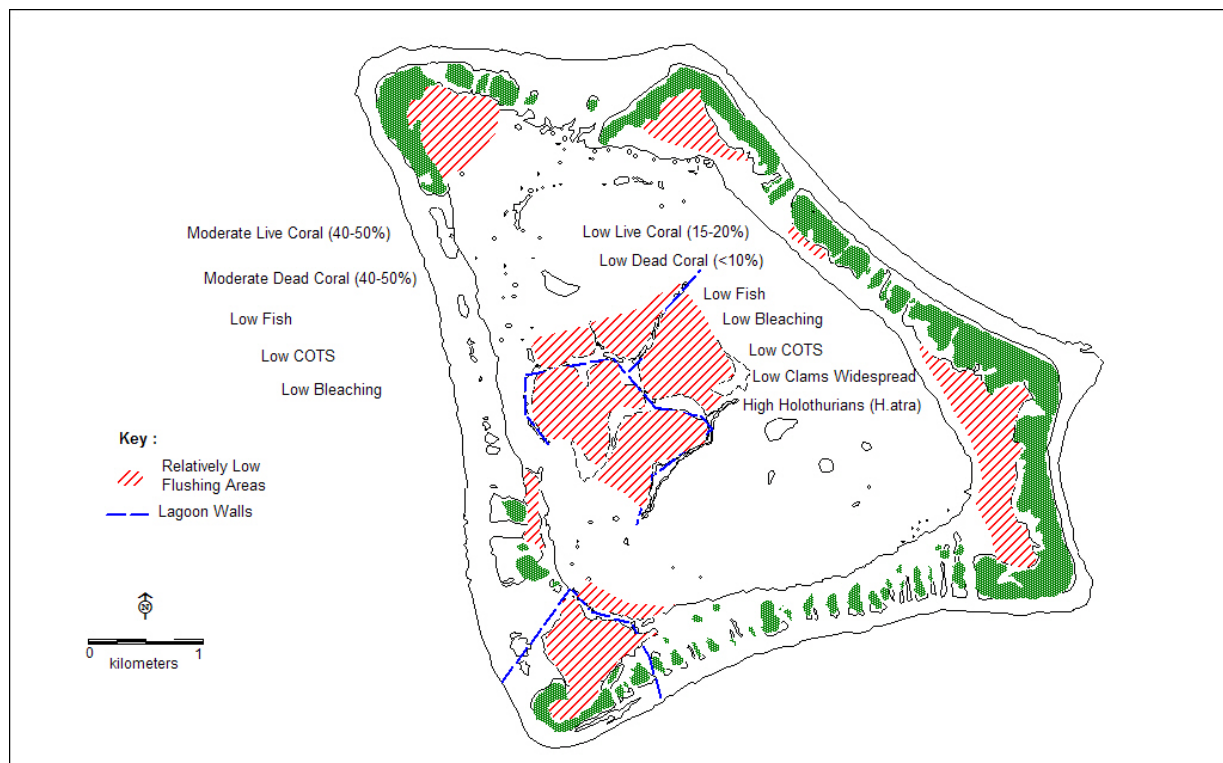 Moderate Live Coral (40-50%)
Moderate Dead Coral (40-50%)
Low Fish
Low COTS
Low Bleaching
Low Live Coral (15-20%)
Low Dead Coral (<10%)
Low Fish
Low Bleaching
Low COTS
Low Clams Widespread
High Holothurians (H.atra)
Key :
Relatively Low
Flushing Areas
Lagoon Walls
N
0 1
kilometers